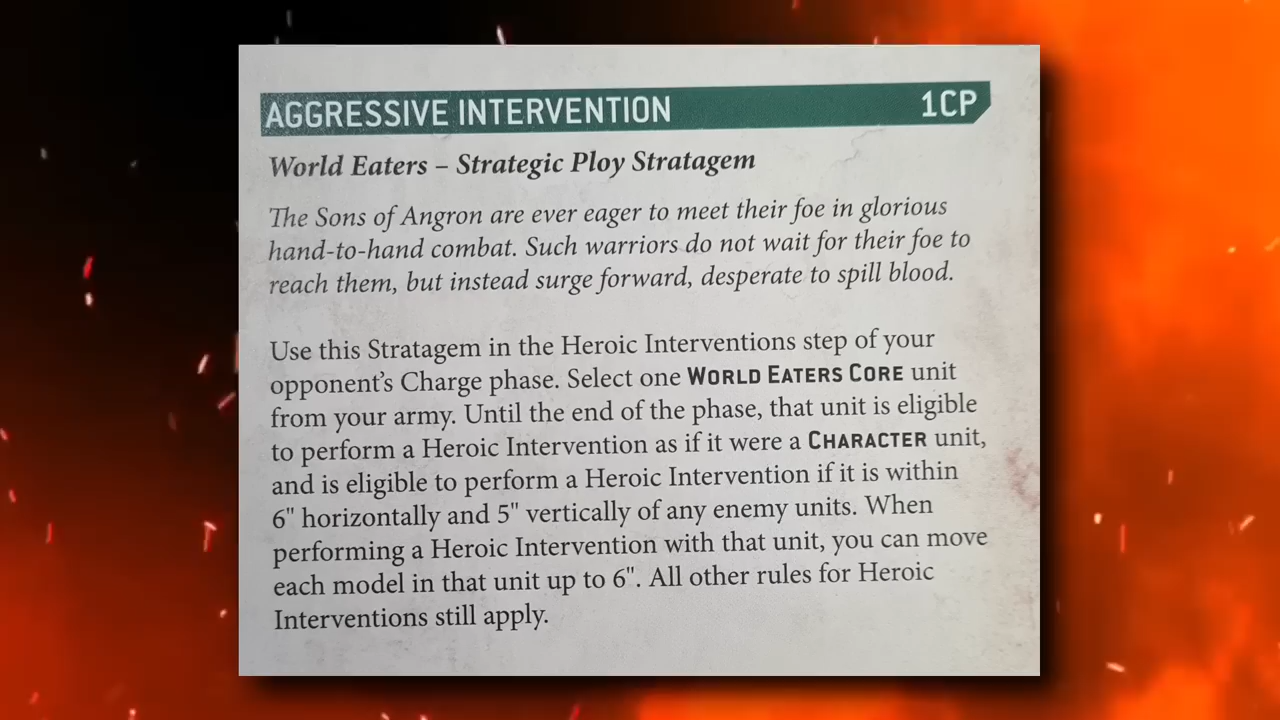 AGGRESSIVE INTERVENTION 1CP
World Eaters – Strategic Ploy Stratagem
The Sons of Angron are ever eager to meet their foe in glorious
hand-to-hand combat. Such warriors do not wait for their foe to
reach them, but instead surge forward, desperate to spill blood.
Use this Stratagem in the Heroic Interventions step of your
opponent's Charge phase. Select one WORLD EATERS CORE unit
from your army. Until the end of the phase, that unit is eligible
to perform a Heroic Intervention as if it were a CHARACTER unit,
and is eligible to perform a Heroic Intervention if it is within
6" horizontally and 5" vertically of any enemy units. When
performing a Heroic Intervention with that unit, you can move
each model in that unit up to 6". All other rules for Heroic
Interventions still apply.